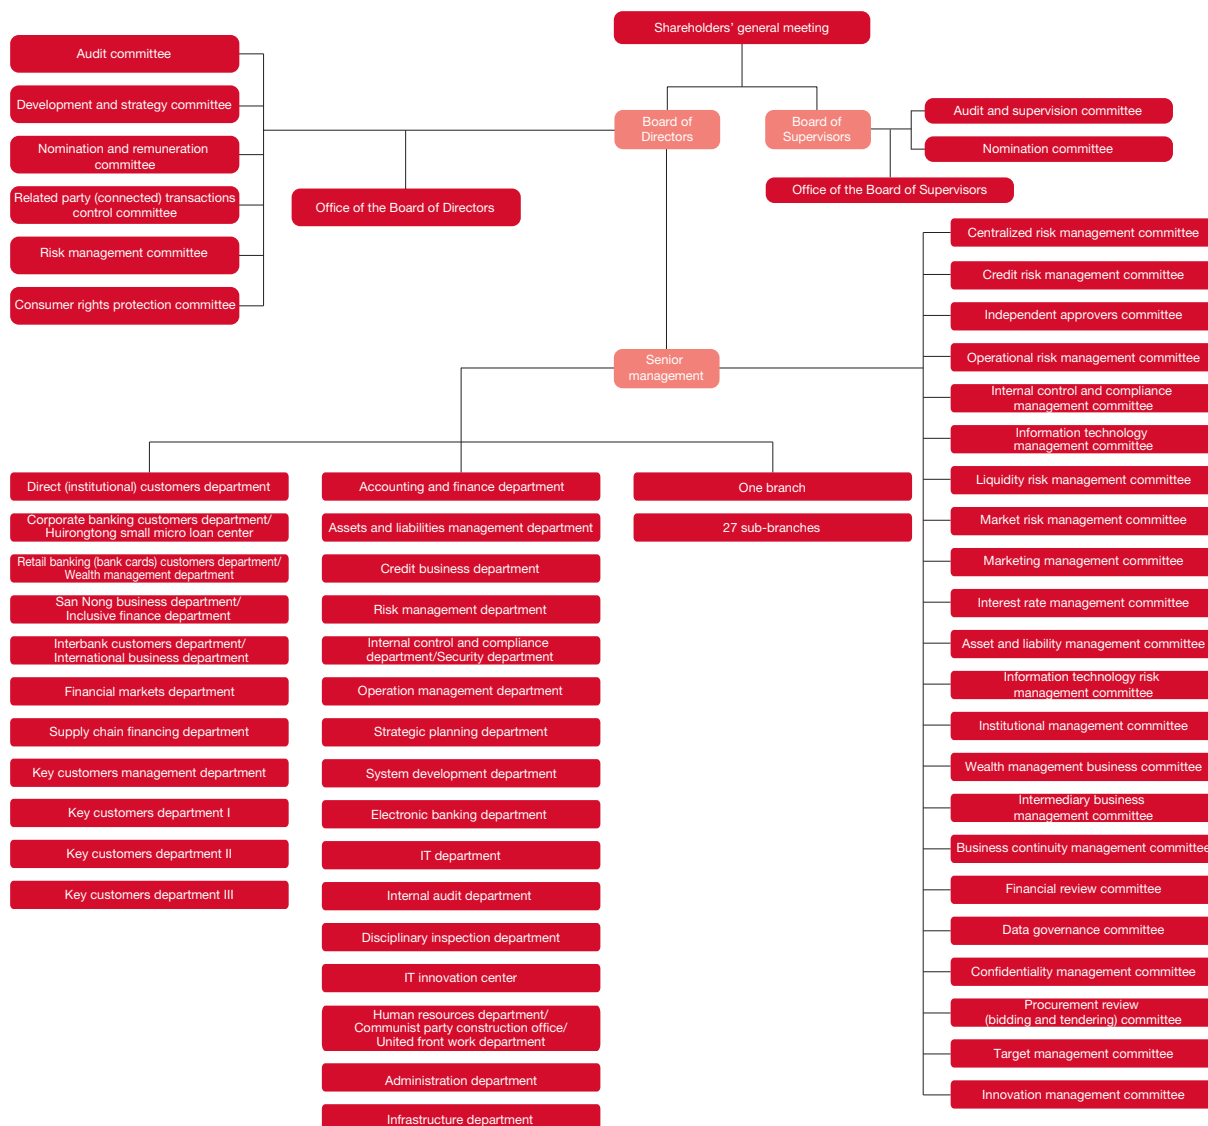 Shareholders' general meeting
Audit committee
Development and strategy committee
Nomination and remuneration
committee
Related party (connected) transactions
control committee
Risk management committee
Consumer rights protection committee
Office of the Board of Directors
Board of
Directors
Board of
Supervisors
Audit and supervision committee
Nomination committee
Office of the Board of Supervisors
Senior
management
Direct (institutional) customers department
Corporate banking customers department/
Huirongtong small micro loan center
Retail banking (bank cards) customers department/
Wealth management department
San Nong business department/
Inclusive finance department
Interbank customers department/
International business department
Financial markets department
Supply chain financing department
Key customers management department
Key customers department I
Key customers department II
Key customers department III
Accounting and finance department
Assets and liabilities management department
Credit business department
Risk management department
Internal control and compliance
department/Security department
Operation management department
Strategic planning department
System development department
Electronic banking department
IT department
Internal audit department
Disciplinary inspection department
IT innovation center
Human resources department/
Communist party construction office/
United front work department
Administration department
Infrastructure department
One branch
27 sub-branches
Centralized risk management committee
Credit risk management committee
Independent approvers committee
Operational risk management committee
Internal control and compliance
management committee
Information technology
management committee
Liquidity risk management committee
Market risk management committee
Marketing management committee
Interest rate management committee
Asset and liability management committee
Information technology risk
management committee
Institutional management committee
Wealth management business committee
Intermediary business
management committee
Business continuity management committee
Financial review committee
Data governance committee
Confidentiality management committee
Procurement review
(bidding and tendering) committee
Target management committee
Innovation management committee